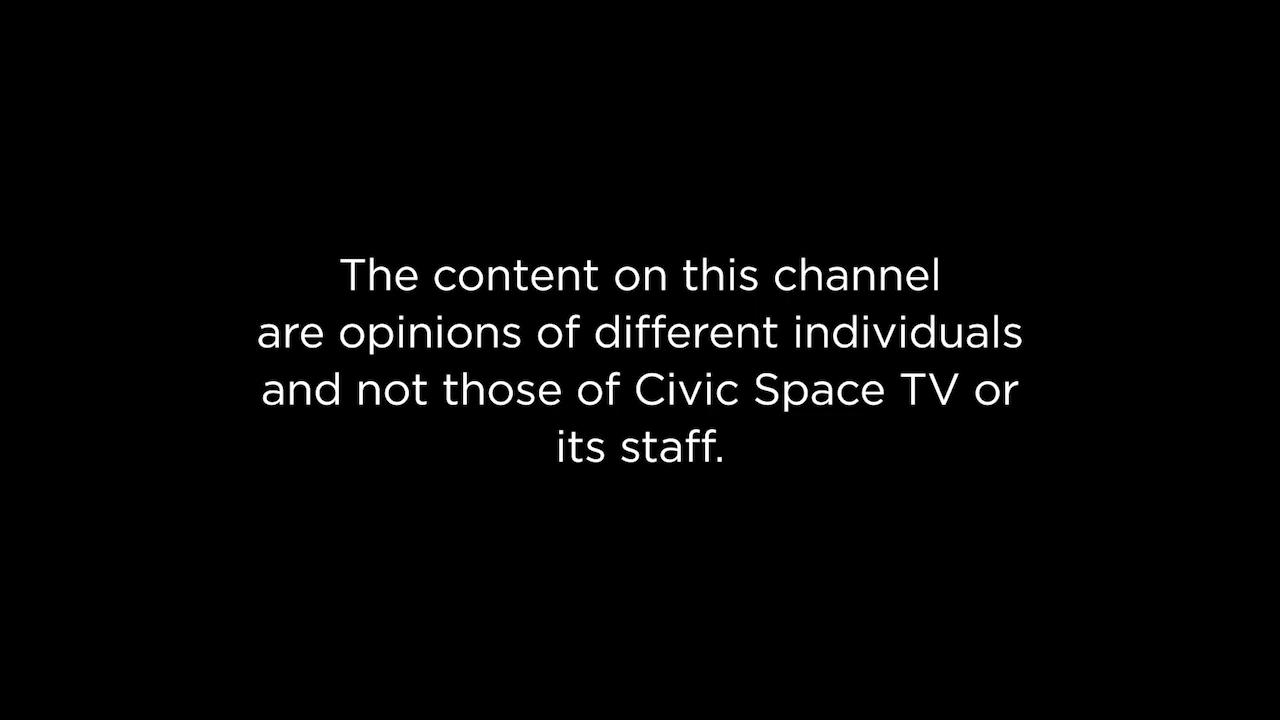 The content on this channel
are opinions of different individuals
and not those of Civic Space TV or
its staff.